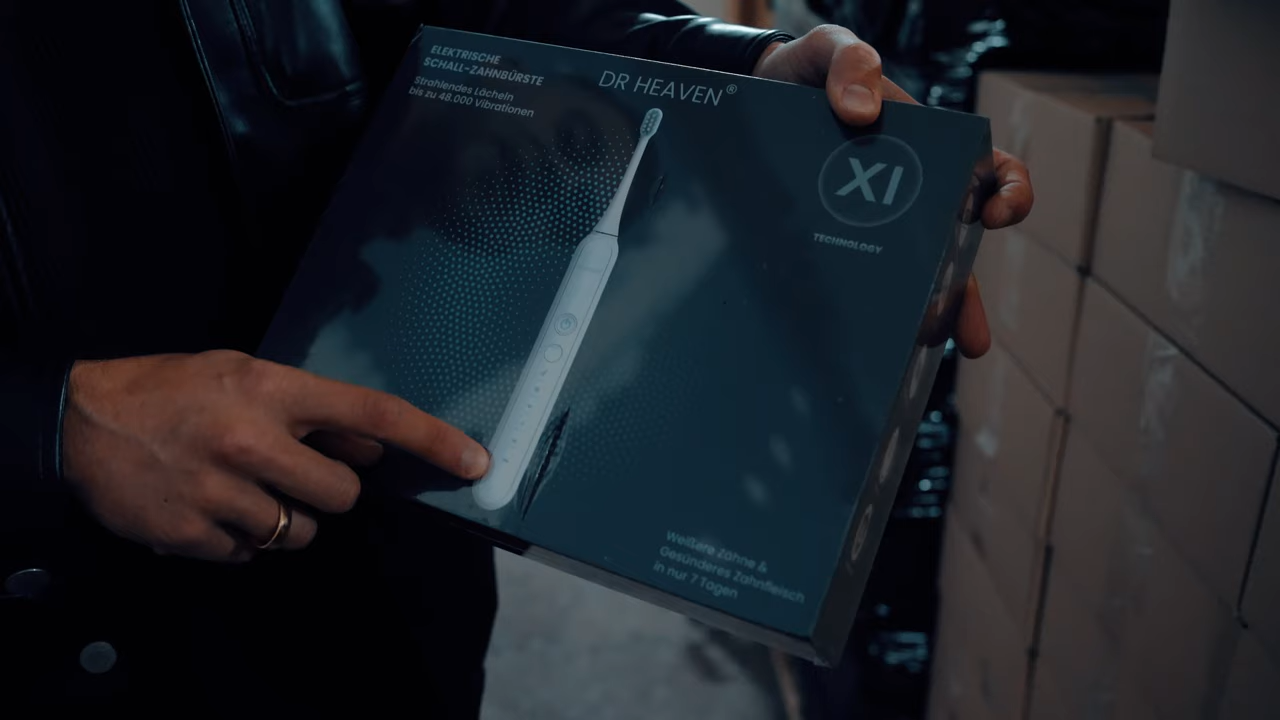 ELEKTRISCHE
SCHALL-ZAHNBÜRSTE
Strahlendes Lächeln
bis zu 48.000 Vibrationen
DR HEAVEN®
XI
TECHNOLOGY
Weißere Zähne &
Gesünderes Zahnfleisch
in nur 7 Tagen